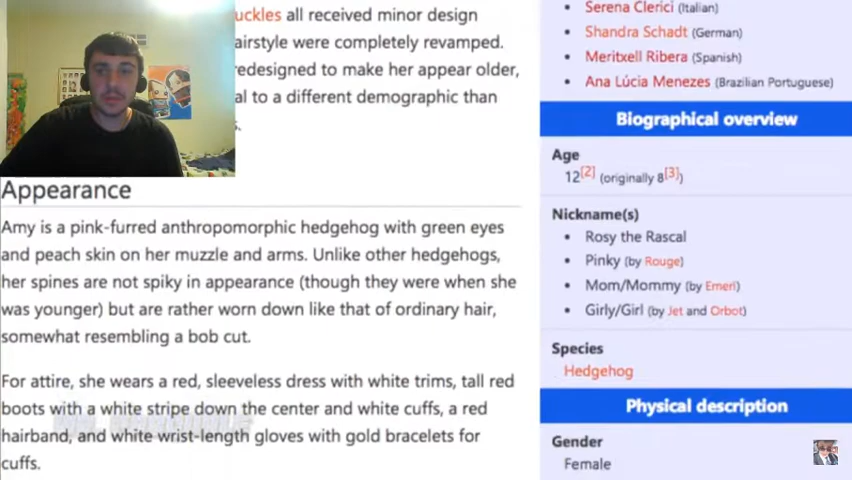 uckles all received minor design
airstyle were completely revamped.
redesigned to make her appear older,
al to a different demographic than
s.
Appearance
Amy is a pink-furred anthropomorphic hedgehog with green eyes
and peach skin on her muzzle and arms. Unlike other hedgehogs,
her spines are not spiky in appearance (though they were when she
was younger) but are rather worn down like that of ordinary hair,
somewhat resembling a bob cut.
For attire, she wears a red, sleeveless dress with white trims, tall red
boots with a white stripe down the center and white cuffs, a red
hairband, and white wrist-length gloves with gold bracelets for
cuffs.
• Serena Clerici (Italian)
• Shandra Schadt (German)
• Meritxell Ribera (Spanish)
• Ana Lúcia Menezes (Brazilian Portuguese)
Biographical overview
Age
12[2] (originally 8[3])
Nickname(s)
• Rosy the Rascal
• Pinky (by Rouge)
• Mom/Mommy (by Emerl)
• Girly/Girl (by Jet and Orbot)
Species
Hedgehog
Physical description
Gender
Female